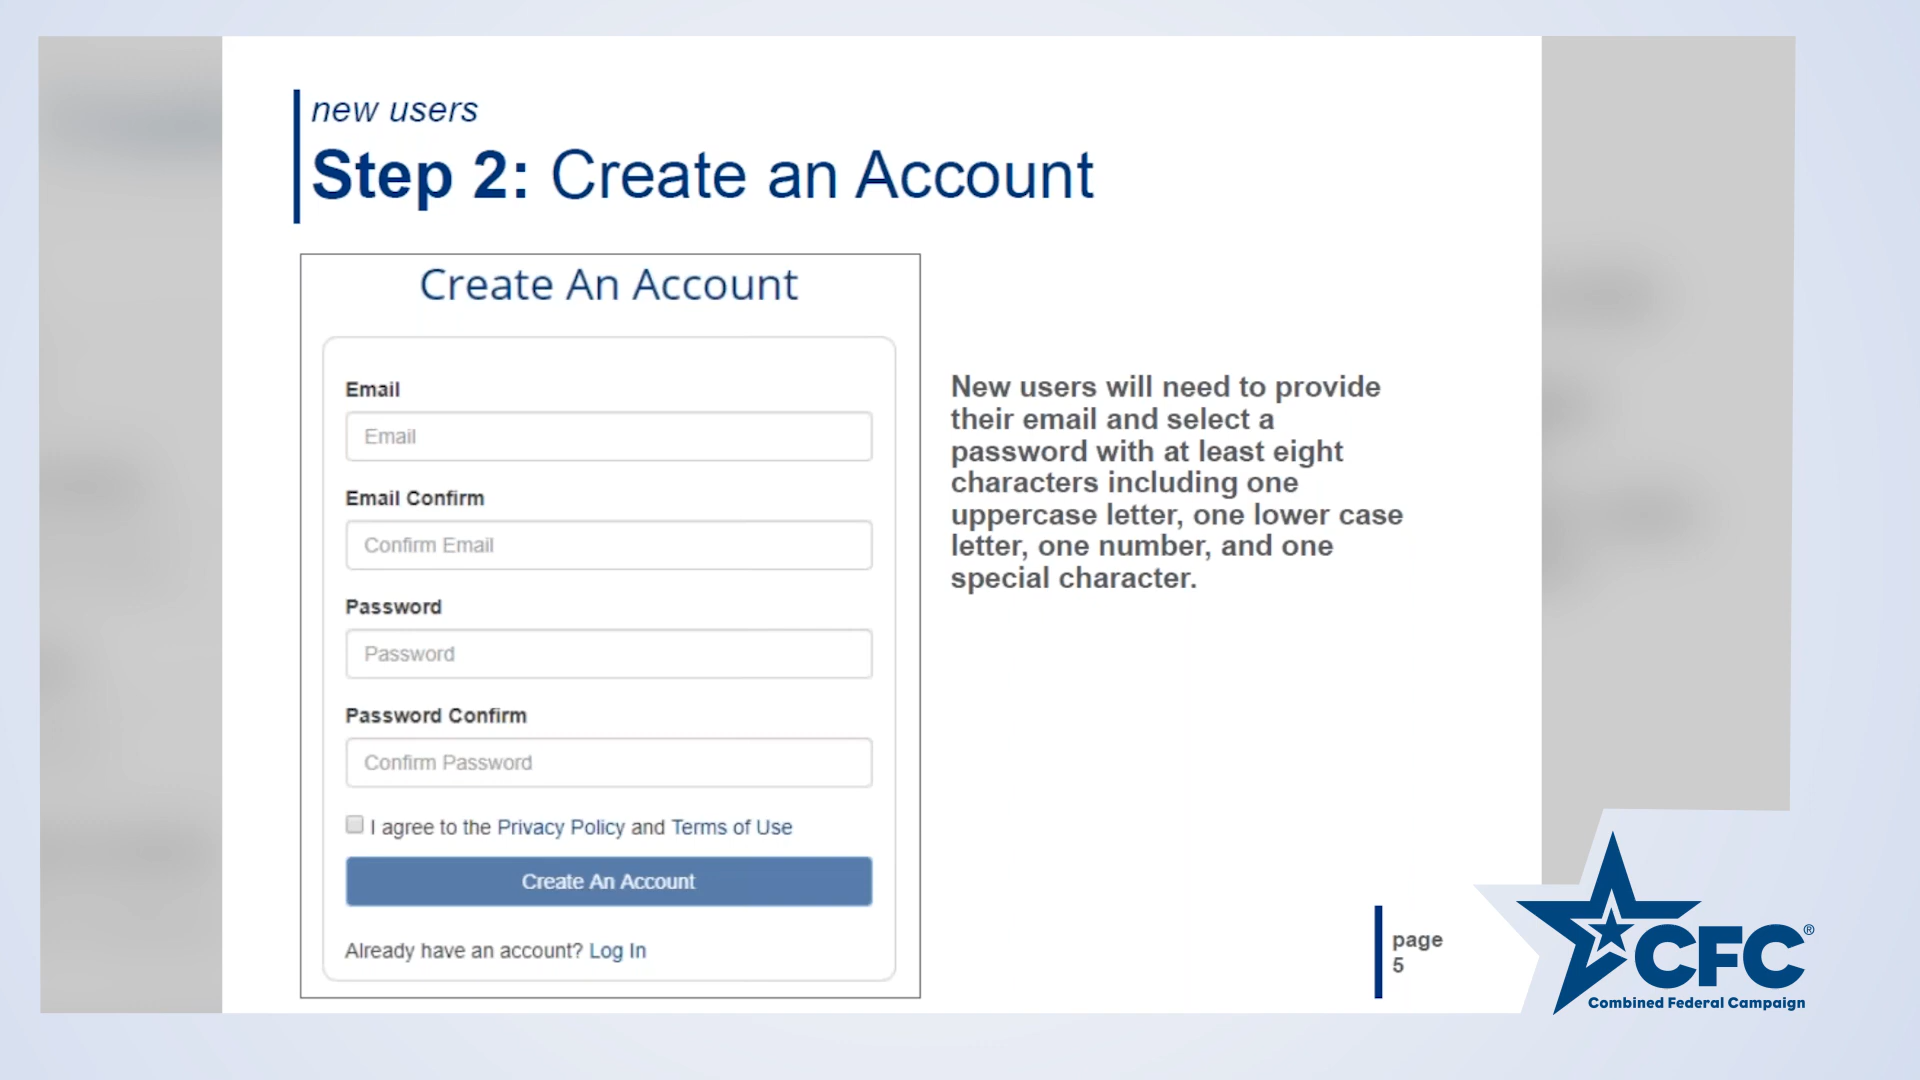 new users
Step 2: Create an Account
Create An Account
Email
Email
Email Confirm
Confirm Email
Password
Password
Password Confirm
Confirm Password
I agree to the Privacy Policy and Terms of Use
Create An Account
Already have an account? Log In
New users will need to provide
their email and select a
password with at least eight
characters including one
uppercase letter, one lower case
letter, one number, and one
special character.
page
5
CFC®
Combined Federal Campaign